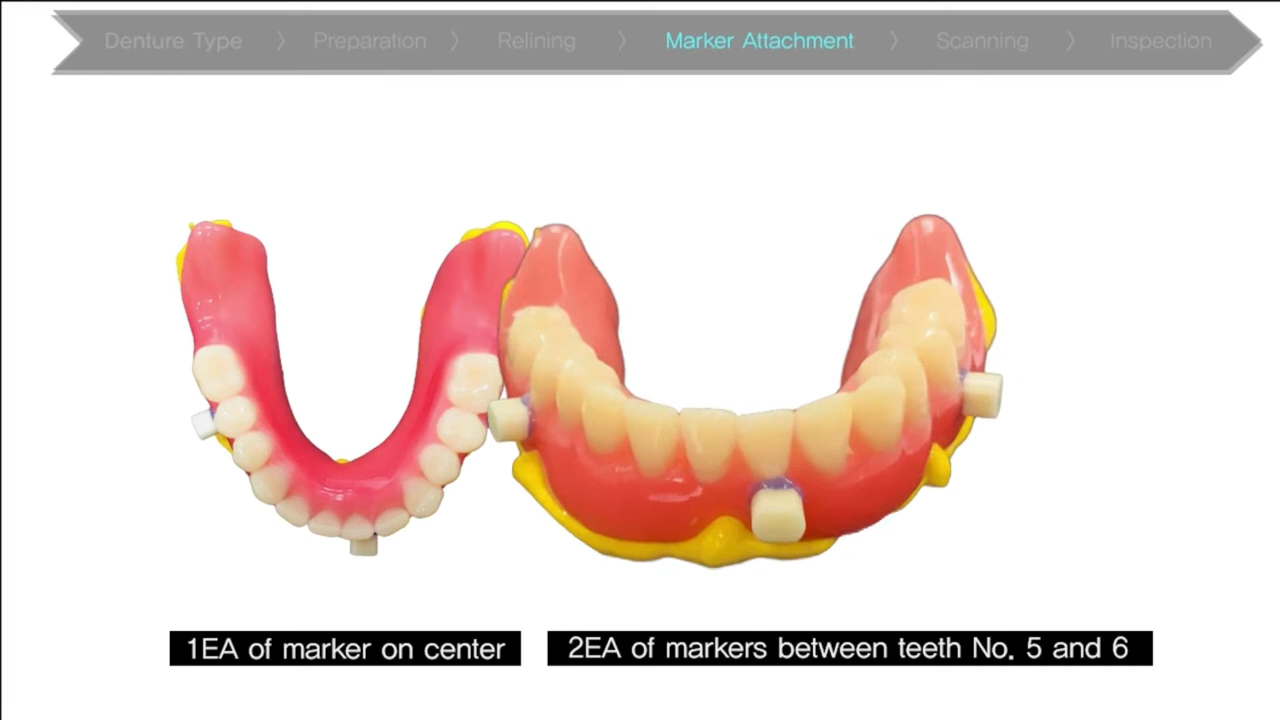 Denture Type 〉 Preparation 〉 Relining 〉 Marker Attachment 〉 Scanning 〉 Inspection
1EA of marker on center
2EA of markers between teeth No. 5 and 6